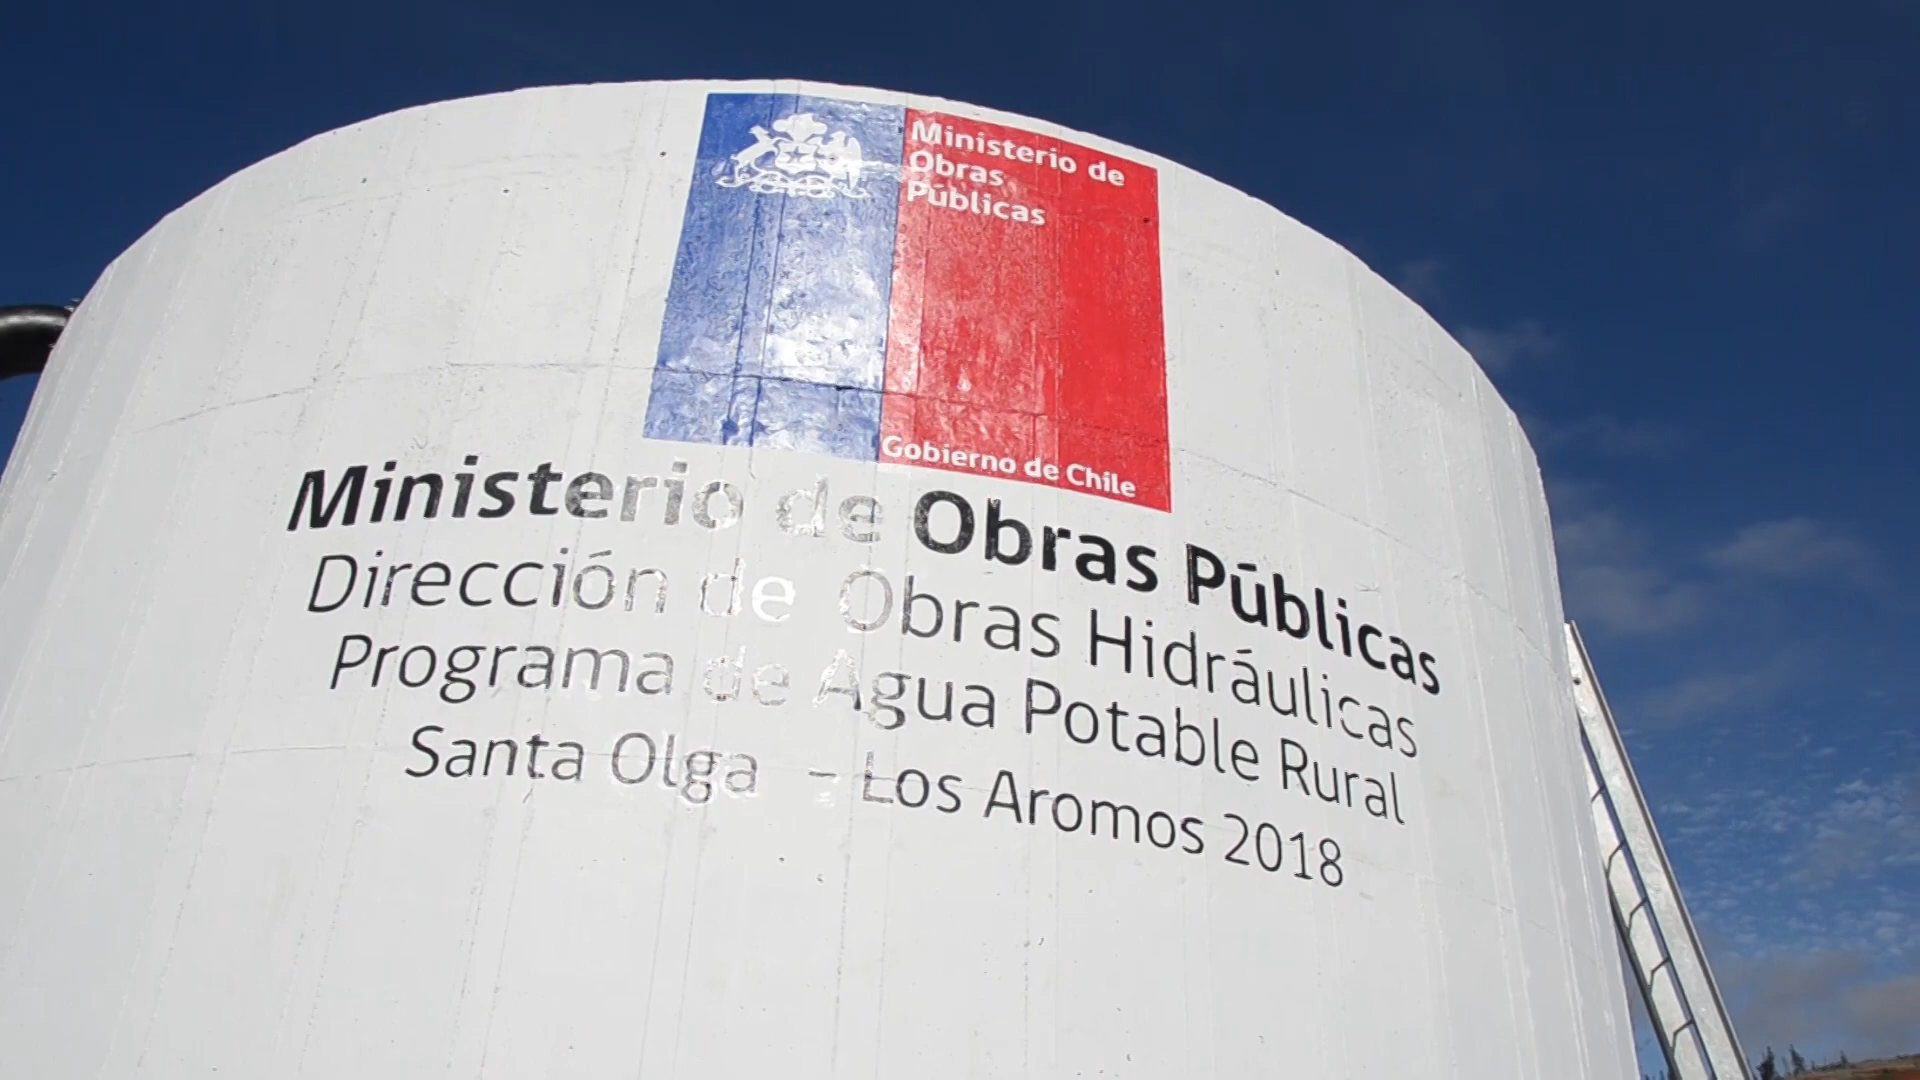 Ministerio de
Obras
Públicas
Gobierno de Chile
Ministerio de Obras Públicas
Dirección de Obras Hidráulicas
Programa de Agua Potable Rural
Santa Olga - Los Aromos 2018